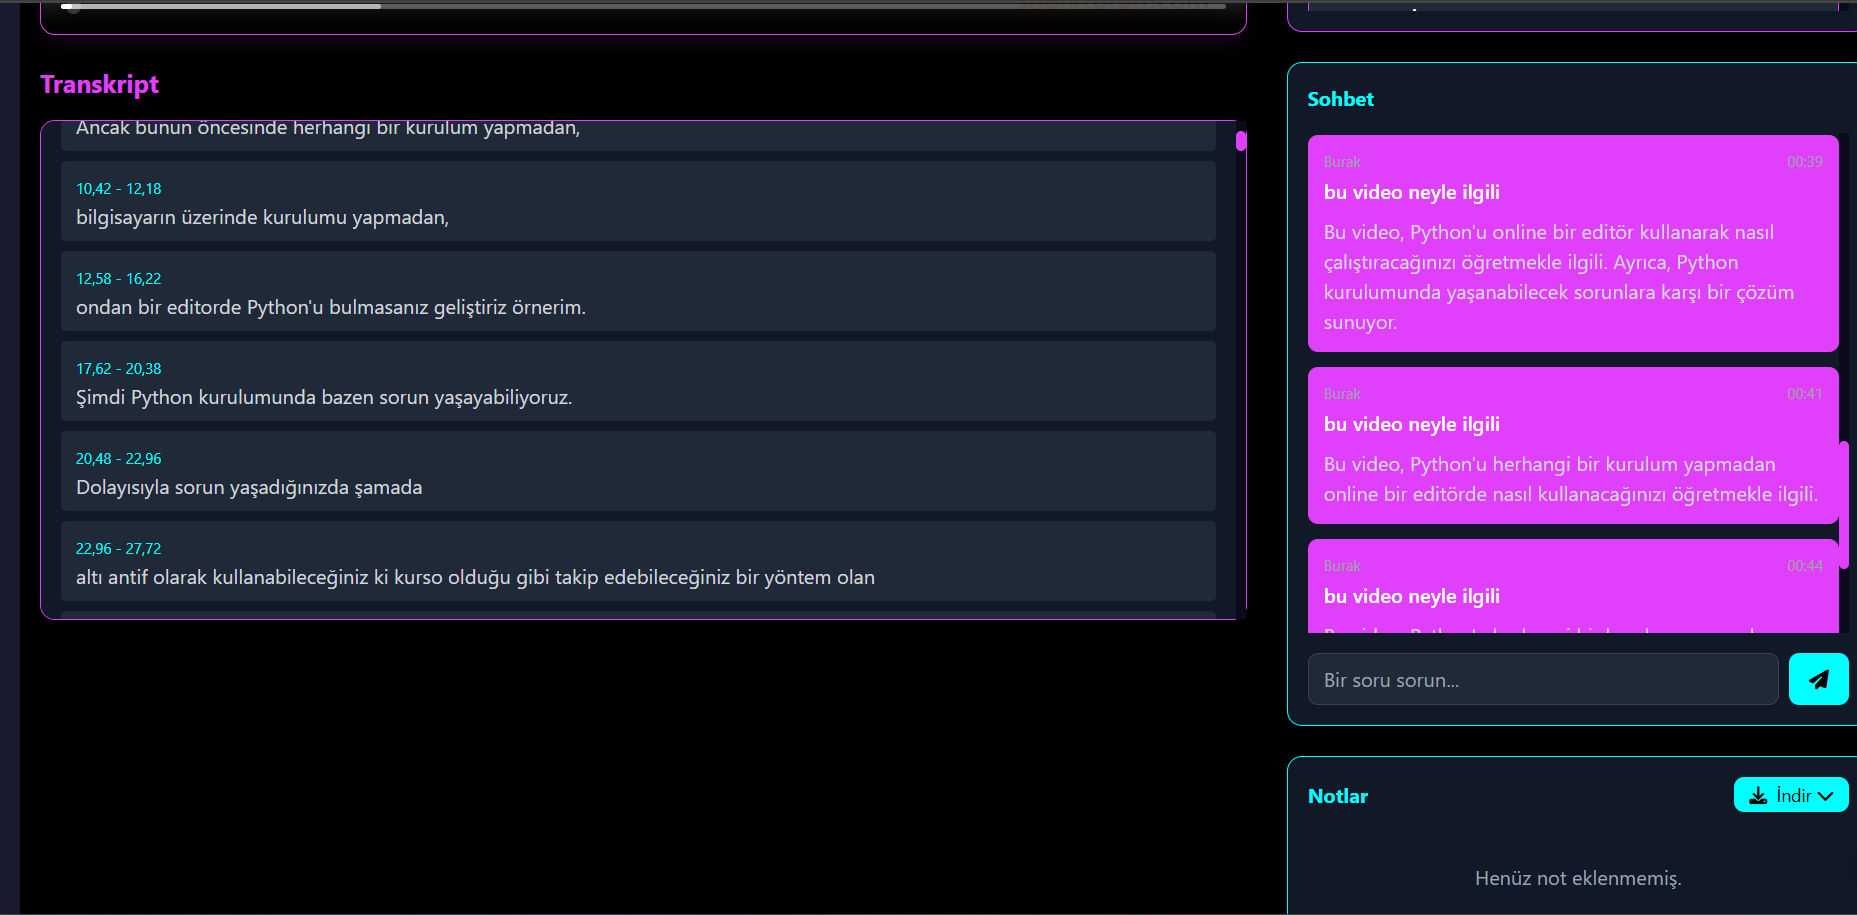 Transkript
Ancak bunun öncesinde herhangi bir kurulum yapmadan,
10,42 - 12,18
bilgisayarın üzerinde kurulumu yapmadan,
12,58 - 16,22
ondan bir editorde Python'u bulmasanız geliştiriz örnerim.
17,62 - 20,38
Şimdi Python kurulumunda bazen sorun yaşayabiliyoruz.
20,48 - 22,96
Dolayısıyla sorun yaşadığınızda şamada
22,96 - 27,72
altı antif olarak kullanabileceğiniz ki kurso olduğu gibi takip edebileceğiniz bir yöntem olan
Sohbet
Burak 00:39
bu video neyle ilgili
Bu video, Python'u online bir editör kullanarak nasıl
çalıştıracağınızı öğretmekle ilgili. Ayrıca, Python
kurulumunda yaşanabilecek sorunlara karşı bir çözüm
sunuyor.
Burak 00:41
bu video neyle ilgili
Bu video, Python'u herhangi bir kurulum yapmadan
online bir editörde nasıl kullanacağınızı öğretmekle ilgili.
Burak 00:44
bu video neyle ilgili
Bir soru sorun...
Notlar
İndir
Henüz not eklenmemiş.